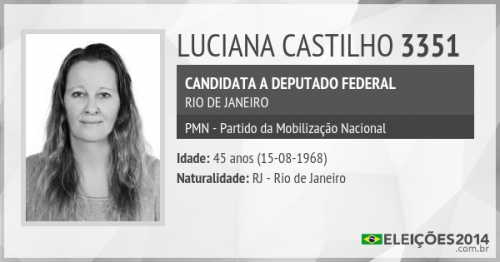 LUCIANA CASTILHO 3351
CANDIDATA A DEPUTADO FEDERAL
RIO DE JANEIRO
PMN - Partido da Mobilização Nacional
Idade: 45 anos (15-08-1968)
Naturalidade: RJ - Rio de Janeiro
ELEIÇÕES2014
.com.br